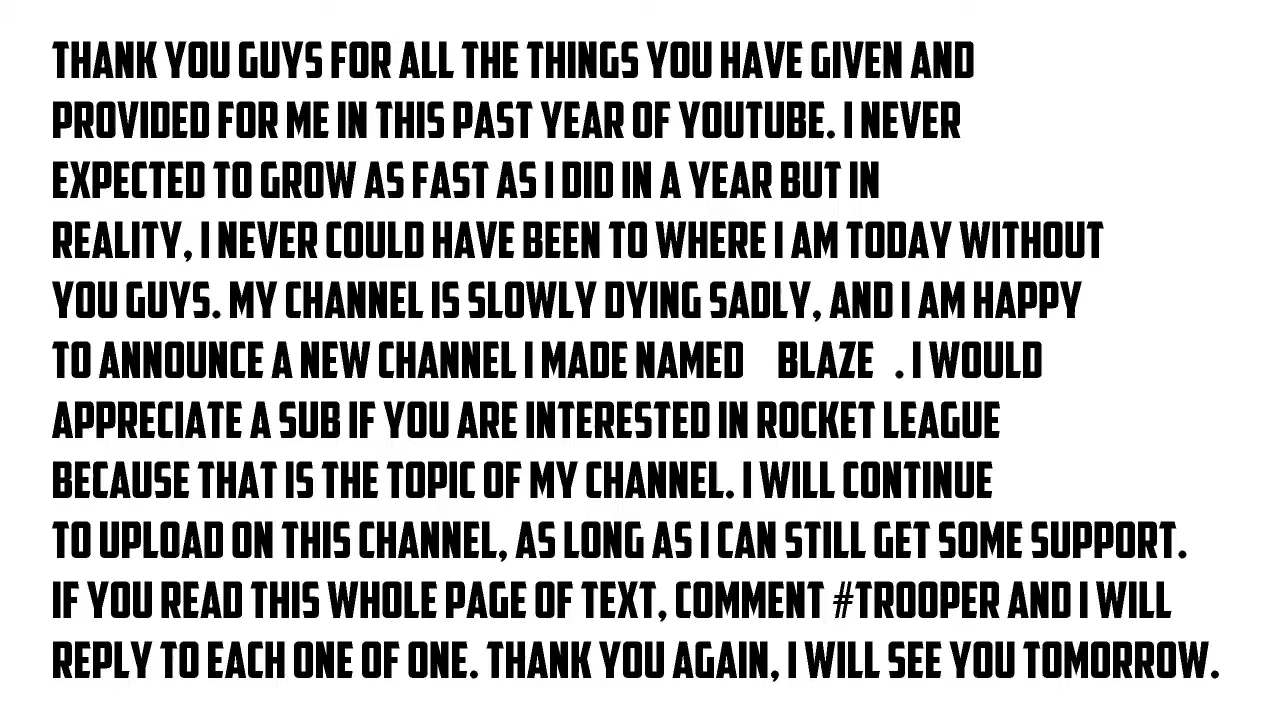 THANK YOU GUYS FOR ALL THE THINGS YOU HAVE GIVEN AND
PROVIDED FOR ME IN THIS PAST YEAR OF YOUTUBE. I NEVER
EXPECTED TO GROW AS FAST AS I DID IN A YEAR BUT IN
REALITY, I NEVER COULD HAVE BEEN TO WHERE I AM TODAY WITHOUT
YOU GUYS. MY CHANNEL IS SLOWLY DYING SADLY, AND I AM HAPPY
TO ANNOUNCE A NEW CHANNEL I MADE NAMED BLAZE . I WOULD
APPRECIATE A SUB IF YOU ARE INTERESTED IN ROCKET LEAGUE
BECAUSE THAT IS THE TOPIC OF MY CHANNEL. I WILL CONTINUE
TO UPLOAD ON THIS CHANNEL, AS LONG AS I CAN STILL GET SOME SUPPORT.
IF YOU READ THIS WHOLE PAGE OF TEXT, COMMENT #TROOPER AND I WILL
REPLY TO EACH ONE OF ONE. THANK YOU AGAIN, I WILL SEE YOU TOMORROW.